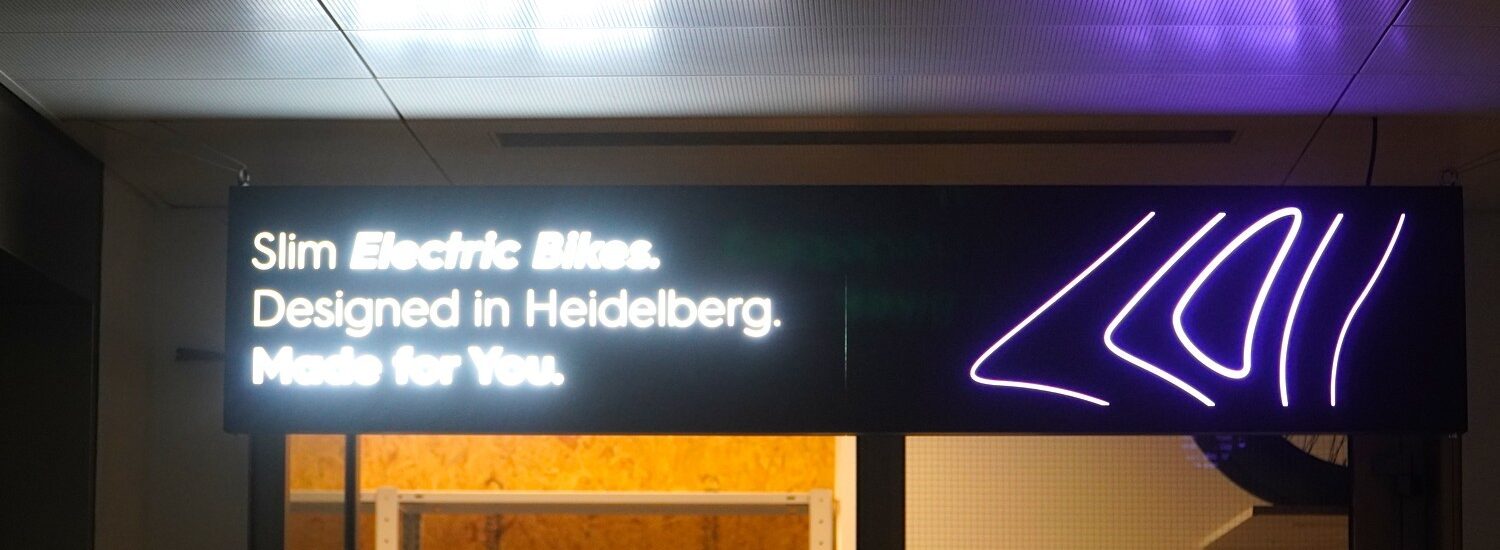 Slim Electric Bikes.
Designed in Heidelberg.
Made for You.